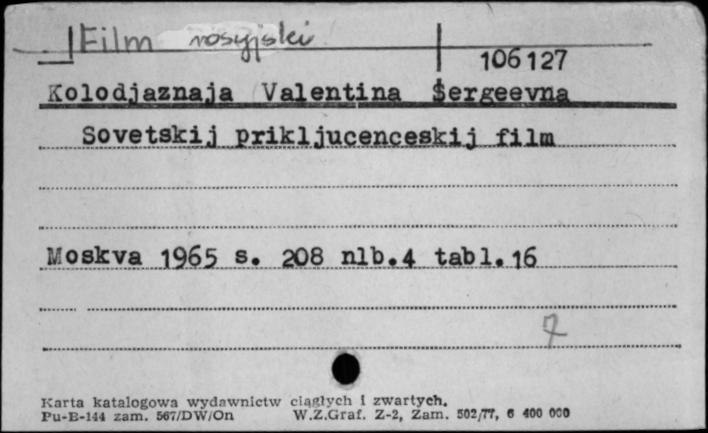 Film rosyjski
106127
Kolodjaznaja Valentina Sergeevna
Sovetskij prikljucenceskij film
Moskva 1965 s. 208 nlb.4 tabl.16
7
Karta katalogowa wydawnictw ciągłych i zwartych.
Pu-B-144 zam. 567/DW/On W.Z.Graf. Z-2, Zam. 502/77, 6 400 000